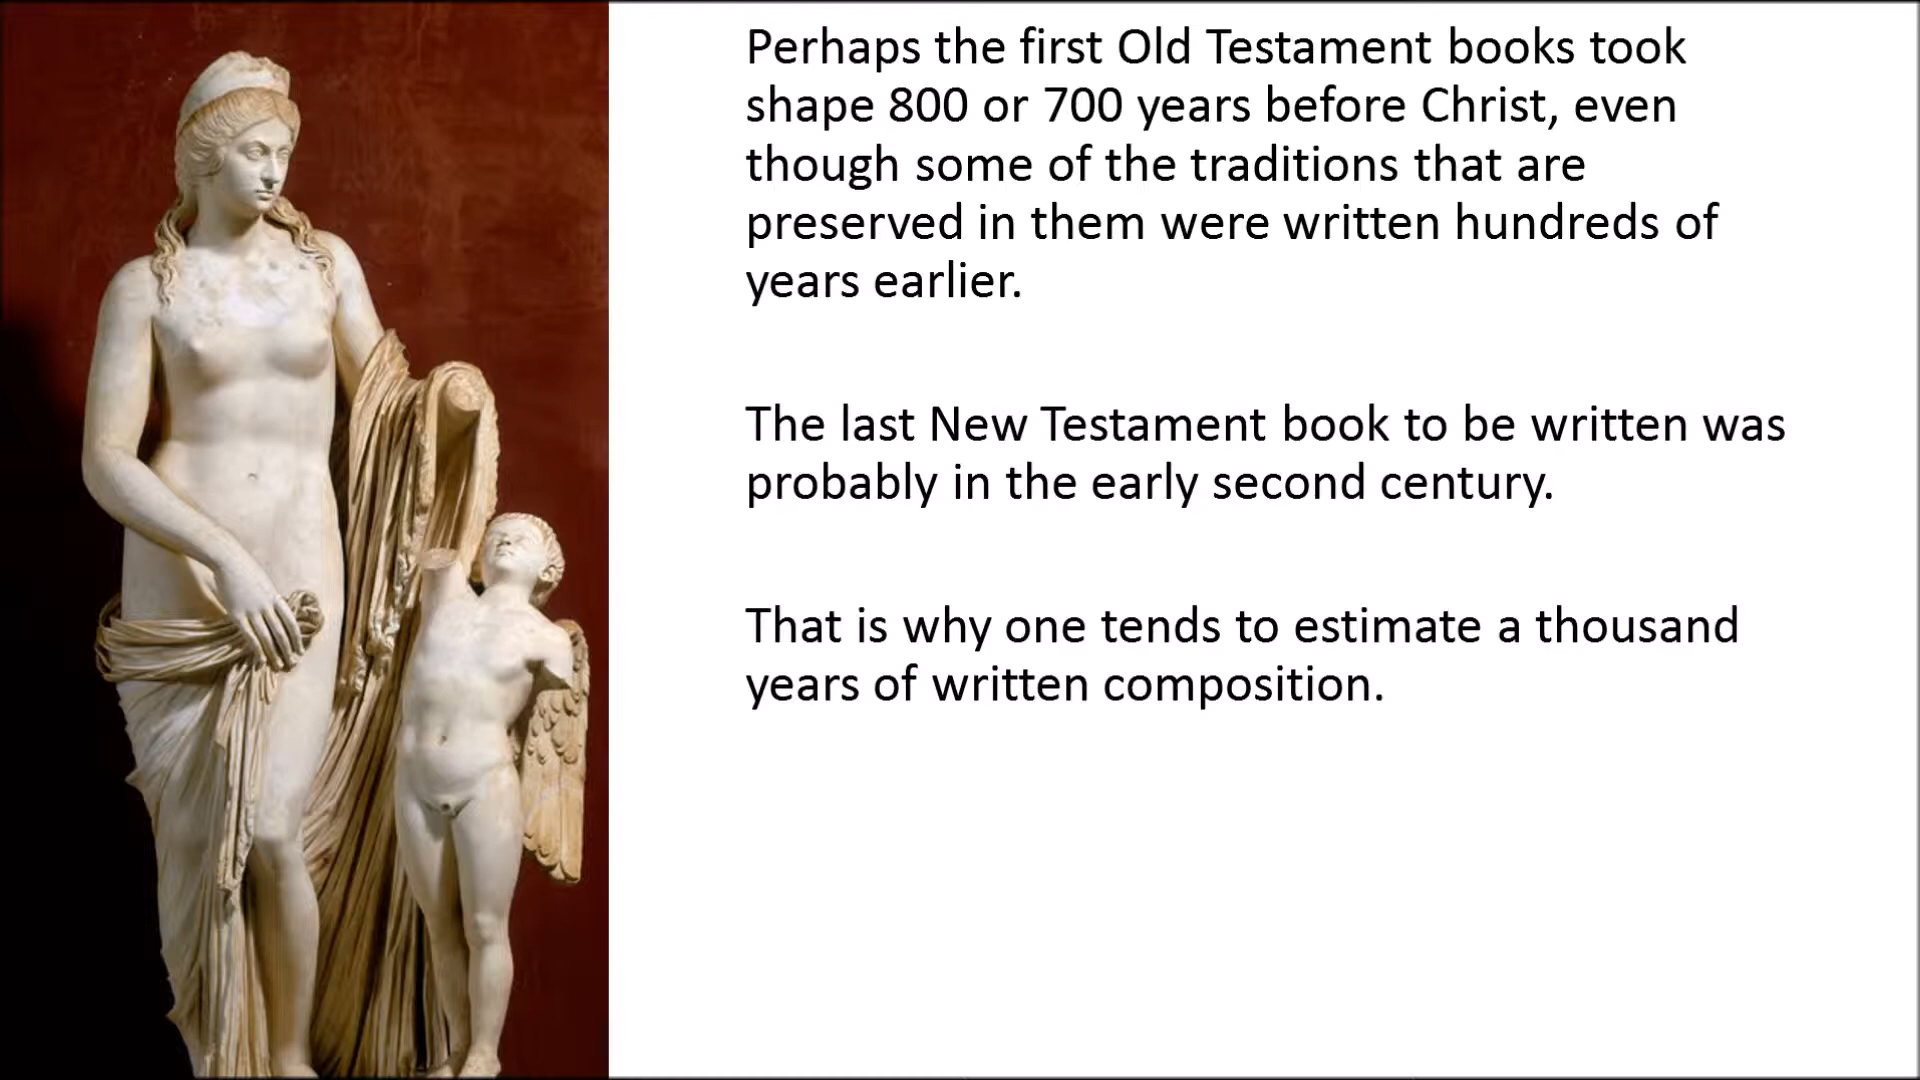 Perhaps the first Old Testament books took
shape 800 or 700 years before Christ, even
though some of the traditions that are
preserved in them were written hundreds of
years earlier.
The last New Testament book to be written was
probably in the early second century.
That is why one tends to estimate a thousand
years of written composition.